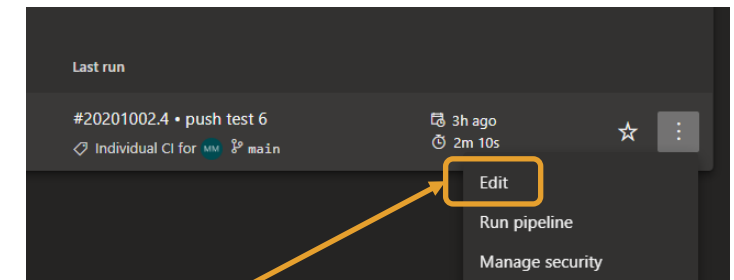 Last run
#20201002.4 • push test 6
3h ago
Individual CI for MM main
2m 10s
Edit
Run pipeline
Manage security